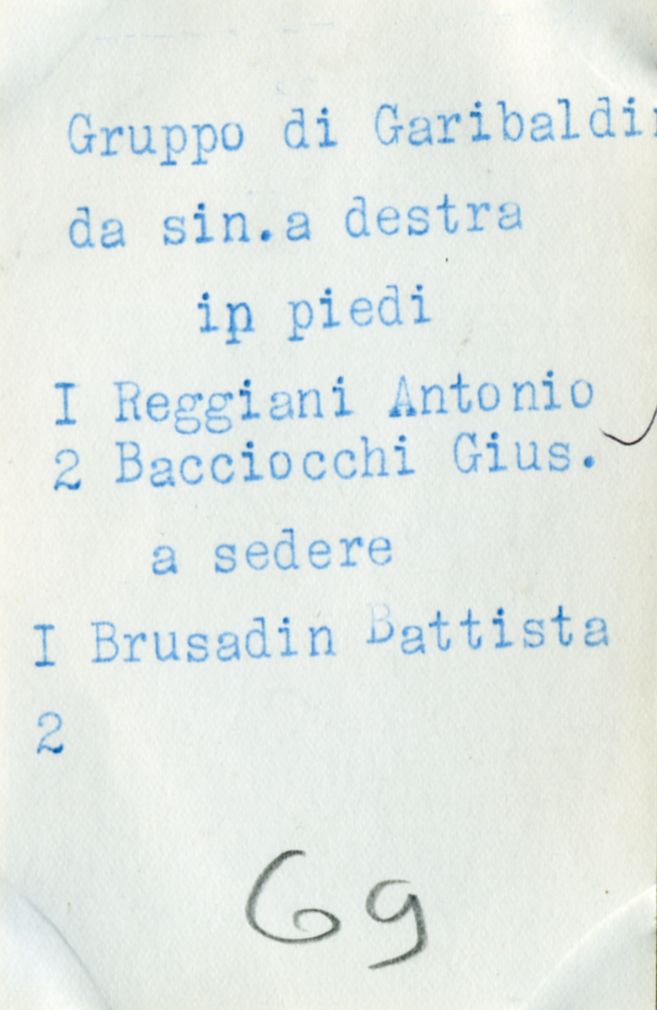 Gruppo di Garibaldi
da sin.a destra
in piedi
I Reggiani Antonio
2 Bacciocchi Gius.
a sedere
I Brusadin Battista
2
69